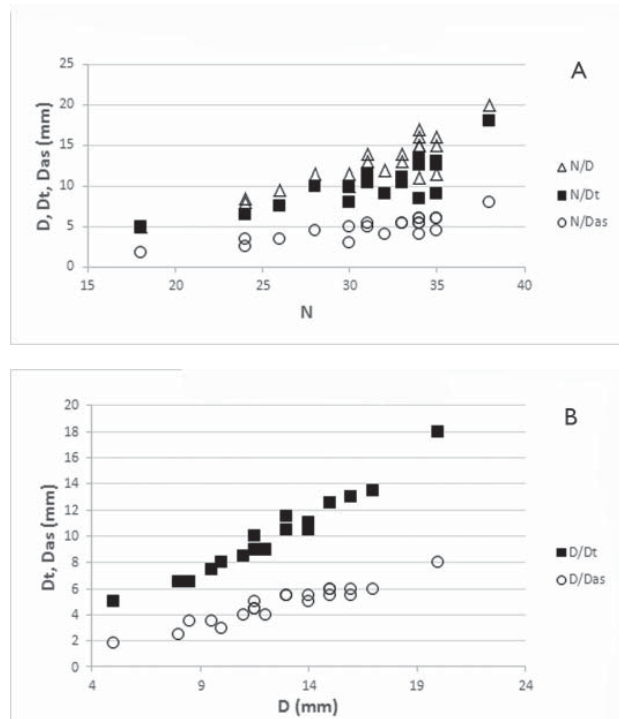 A
D, Dt, Das (mm)
25
20
15
10
5
0
15 20 25 30 35 40
N
△ N/D
■ N/Dt
○ N/Das
B
Dt, Das (mm)
20
18
16
14
12
10
8
6
4
2
0
4 9 14 19 24
D (mm)
■ D/Dt
○ D/Das